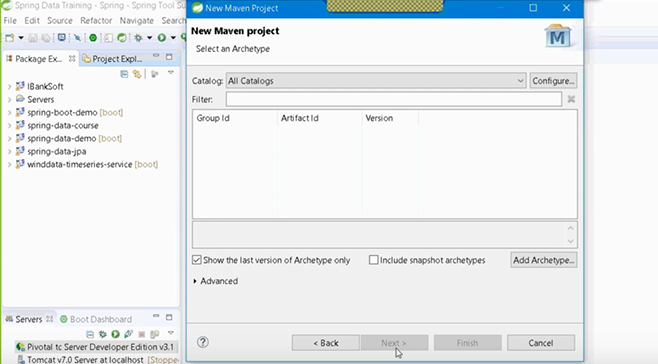 Spring Data Training - Spring - Spring Tool Su
Edit Source Refactor Navigate
Package Ex...
Project Expl...
IBankSoft
Servers
spring-boot-demo [boot]
spring-data-course
spring-data-demo [boot]
spring-data-jpa
winddata-timeseries-service [boot]
Servers
Boot Dashboard
Pivotal tc Server Developer Edition v3.1
Tomcat v7.0 Server at localhost [Stoppe
New Maven Project
New Maven project
Select an Archetype
M
Catalog: All Catalogs Configure...
Filter:
Group Id Artifact Id Version
Show the last version of Archetype only Include snapshot archetypes Add Archetype...
Advanced
? < Back Next > Finish Cancel